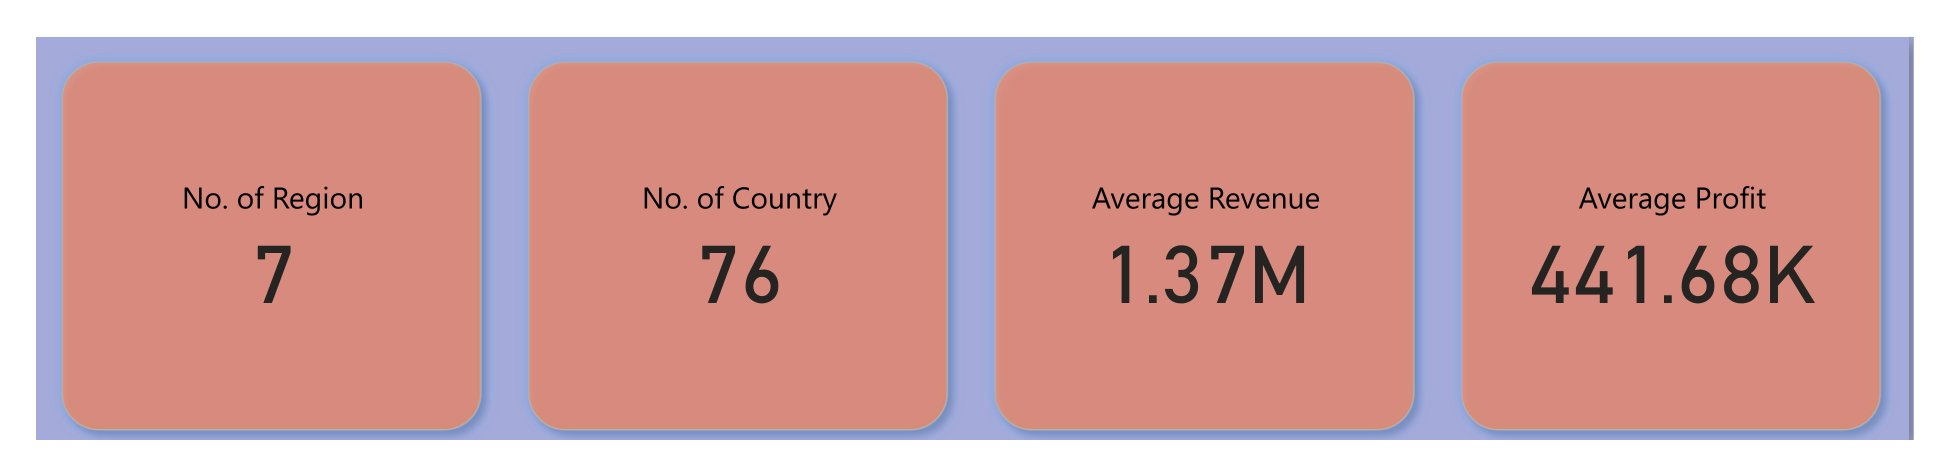 No. of Region
7
No. of Country
76
Average Revenue
1.37M
Average Profit
441.68K